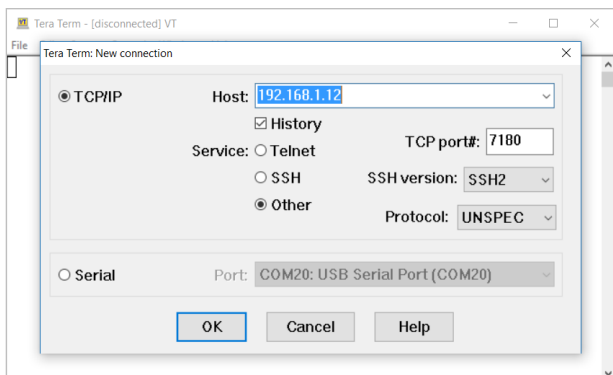 VT Tera Term - [disconnected] VT
File
Tera Term: New connection
TCP/IP
Host: 192.168.1.12
History
Service: Telnet
TCP port#: 7180
SSH
SSH version: SSH2
Other
Protocol: UNSPEC
Serial
Port: COM20: USB Serial Port (COM20)
OK
Cancel
Help